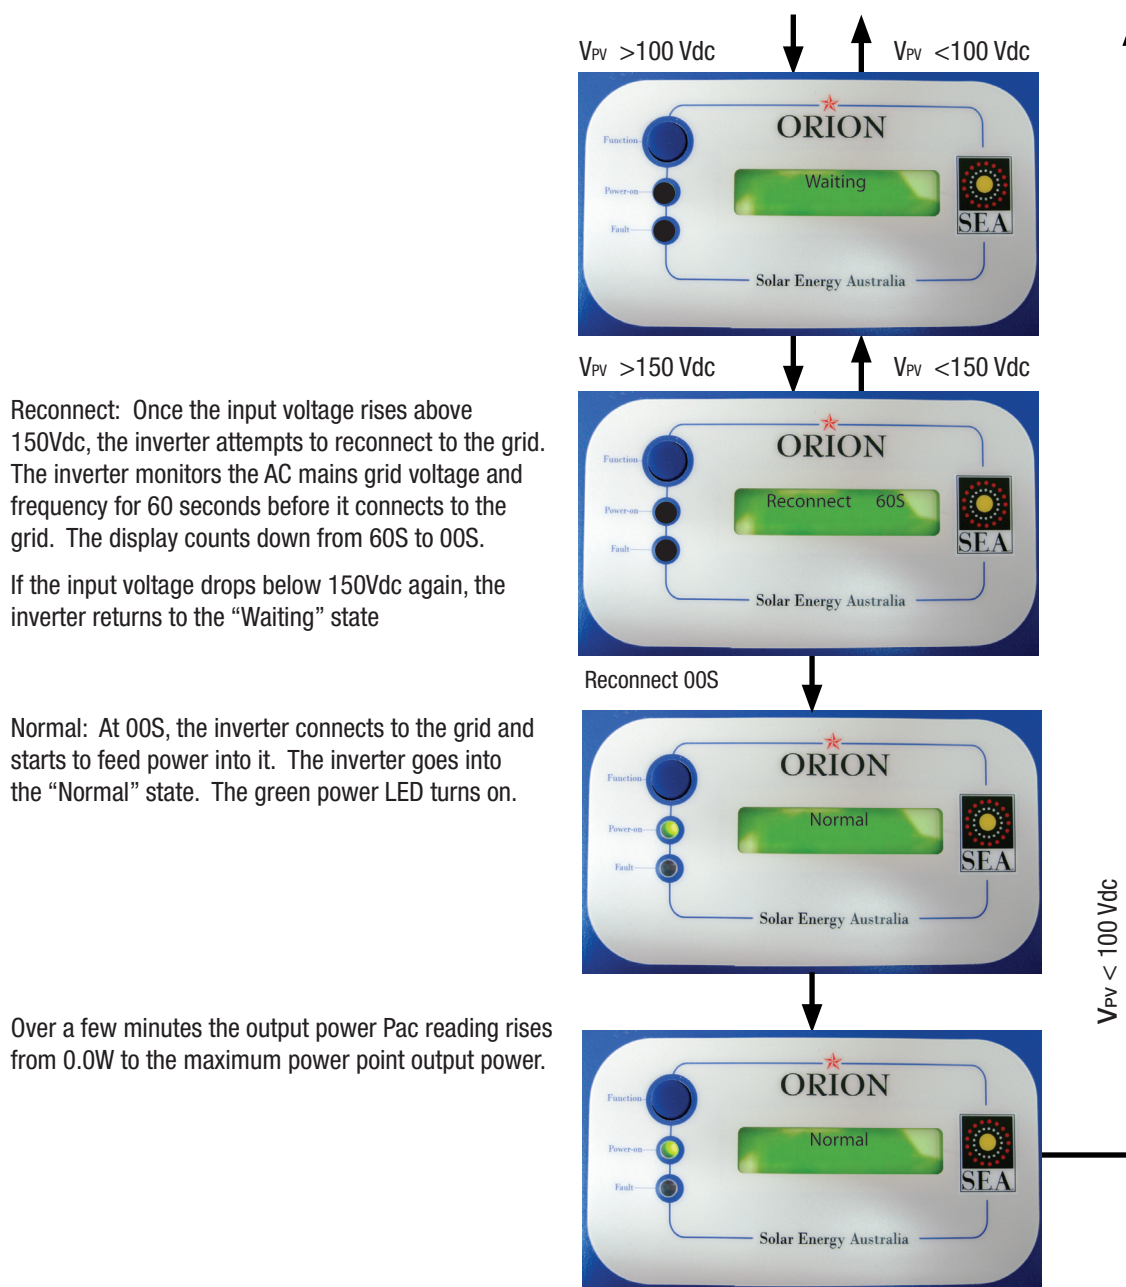 VPV >100 Vdc
VPV <100 Vdc
ORION
Function
Waiting
Power-on
Fault
SEA
Solar Energy Australia
VPV >150 Vdc
VPV <150 Vdc
Reconnect: Once the input voltage rises above
150Vdc, the inverter attempts to reconnect to the grid.
The inverter monitors the AC mains grid voltage and
frequency for 60 seconds before it connects to the
grid. The display counts down from 60S to 00S.
If the input voltage drops below 150Vdc again, the
inverter returns to the “Waiting” state
ORION
Function
Reconnect 60S
Power-on
Fault
SEA
Solar Energy Australia
Reconnect 00S
Normal: At 00S, the inverter connects to the grid and
starts to feed power into it. The inverter goes into
the “Normal” state. The green power LED turns on.
ORION
Function
Normal
Power-on
Fault
SEA
Solar Energy Australia
VPV < 100 Vdc
Over a few minutes the output power Pac reading rises
from 0.0W to the maximum power point output power.
ORION
Function
Normal
Power-on
Fault
SEA
Solar Energy Australia